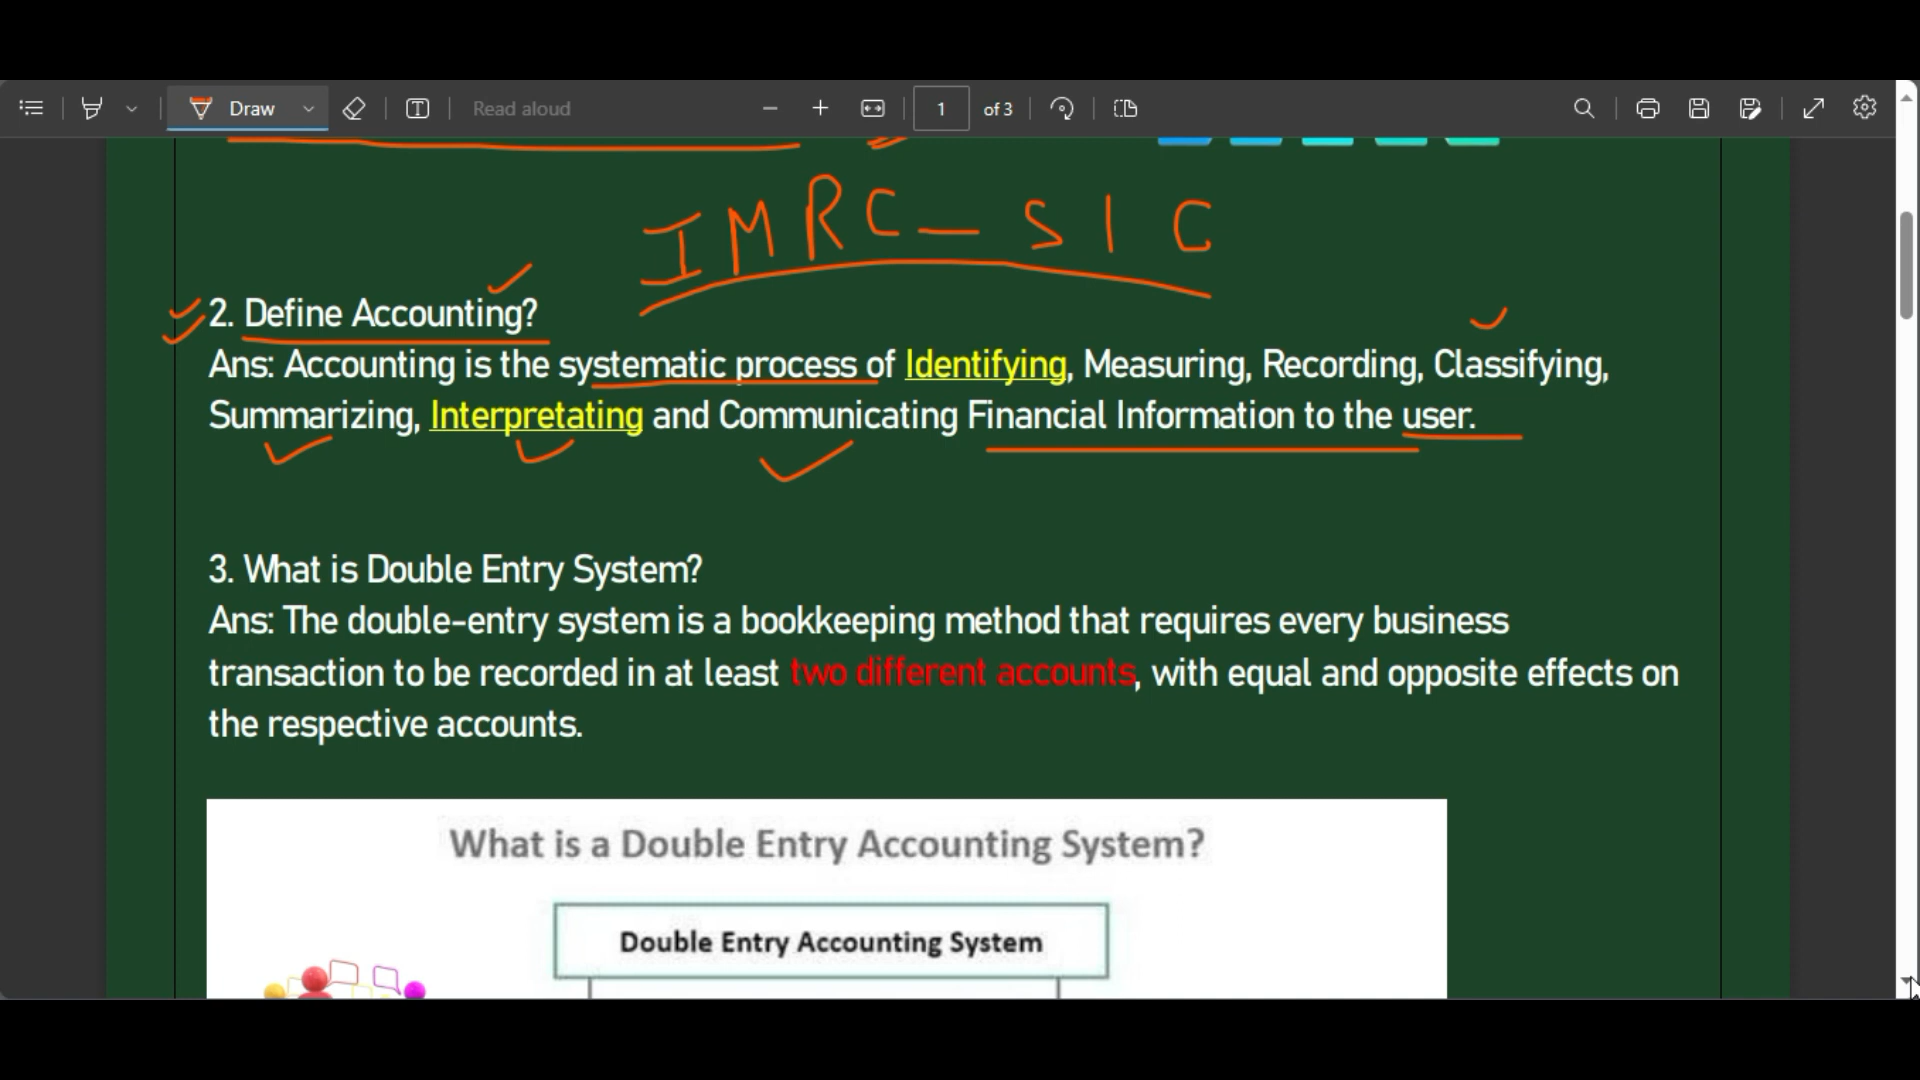 Draw
Read aloud
1 of 3
IMRC - SIC
2. Define Accounting?
Ans: Accounting is the systematic process of Identifying, Measuring, Recording, Classifying,
Summarizing, Interpretating and Communicating Financial Information to the user.
3. What is Double Entry System?
Ans: The double-entry system is a bookkeeping method that requires every business
transaction to be recorded in at least two different accounts, with equal and opposite effects on
the respective accounts.
What is a Double Entry Accounting System?
Double Entry Accounting System